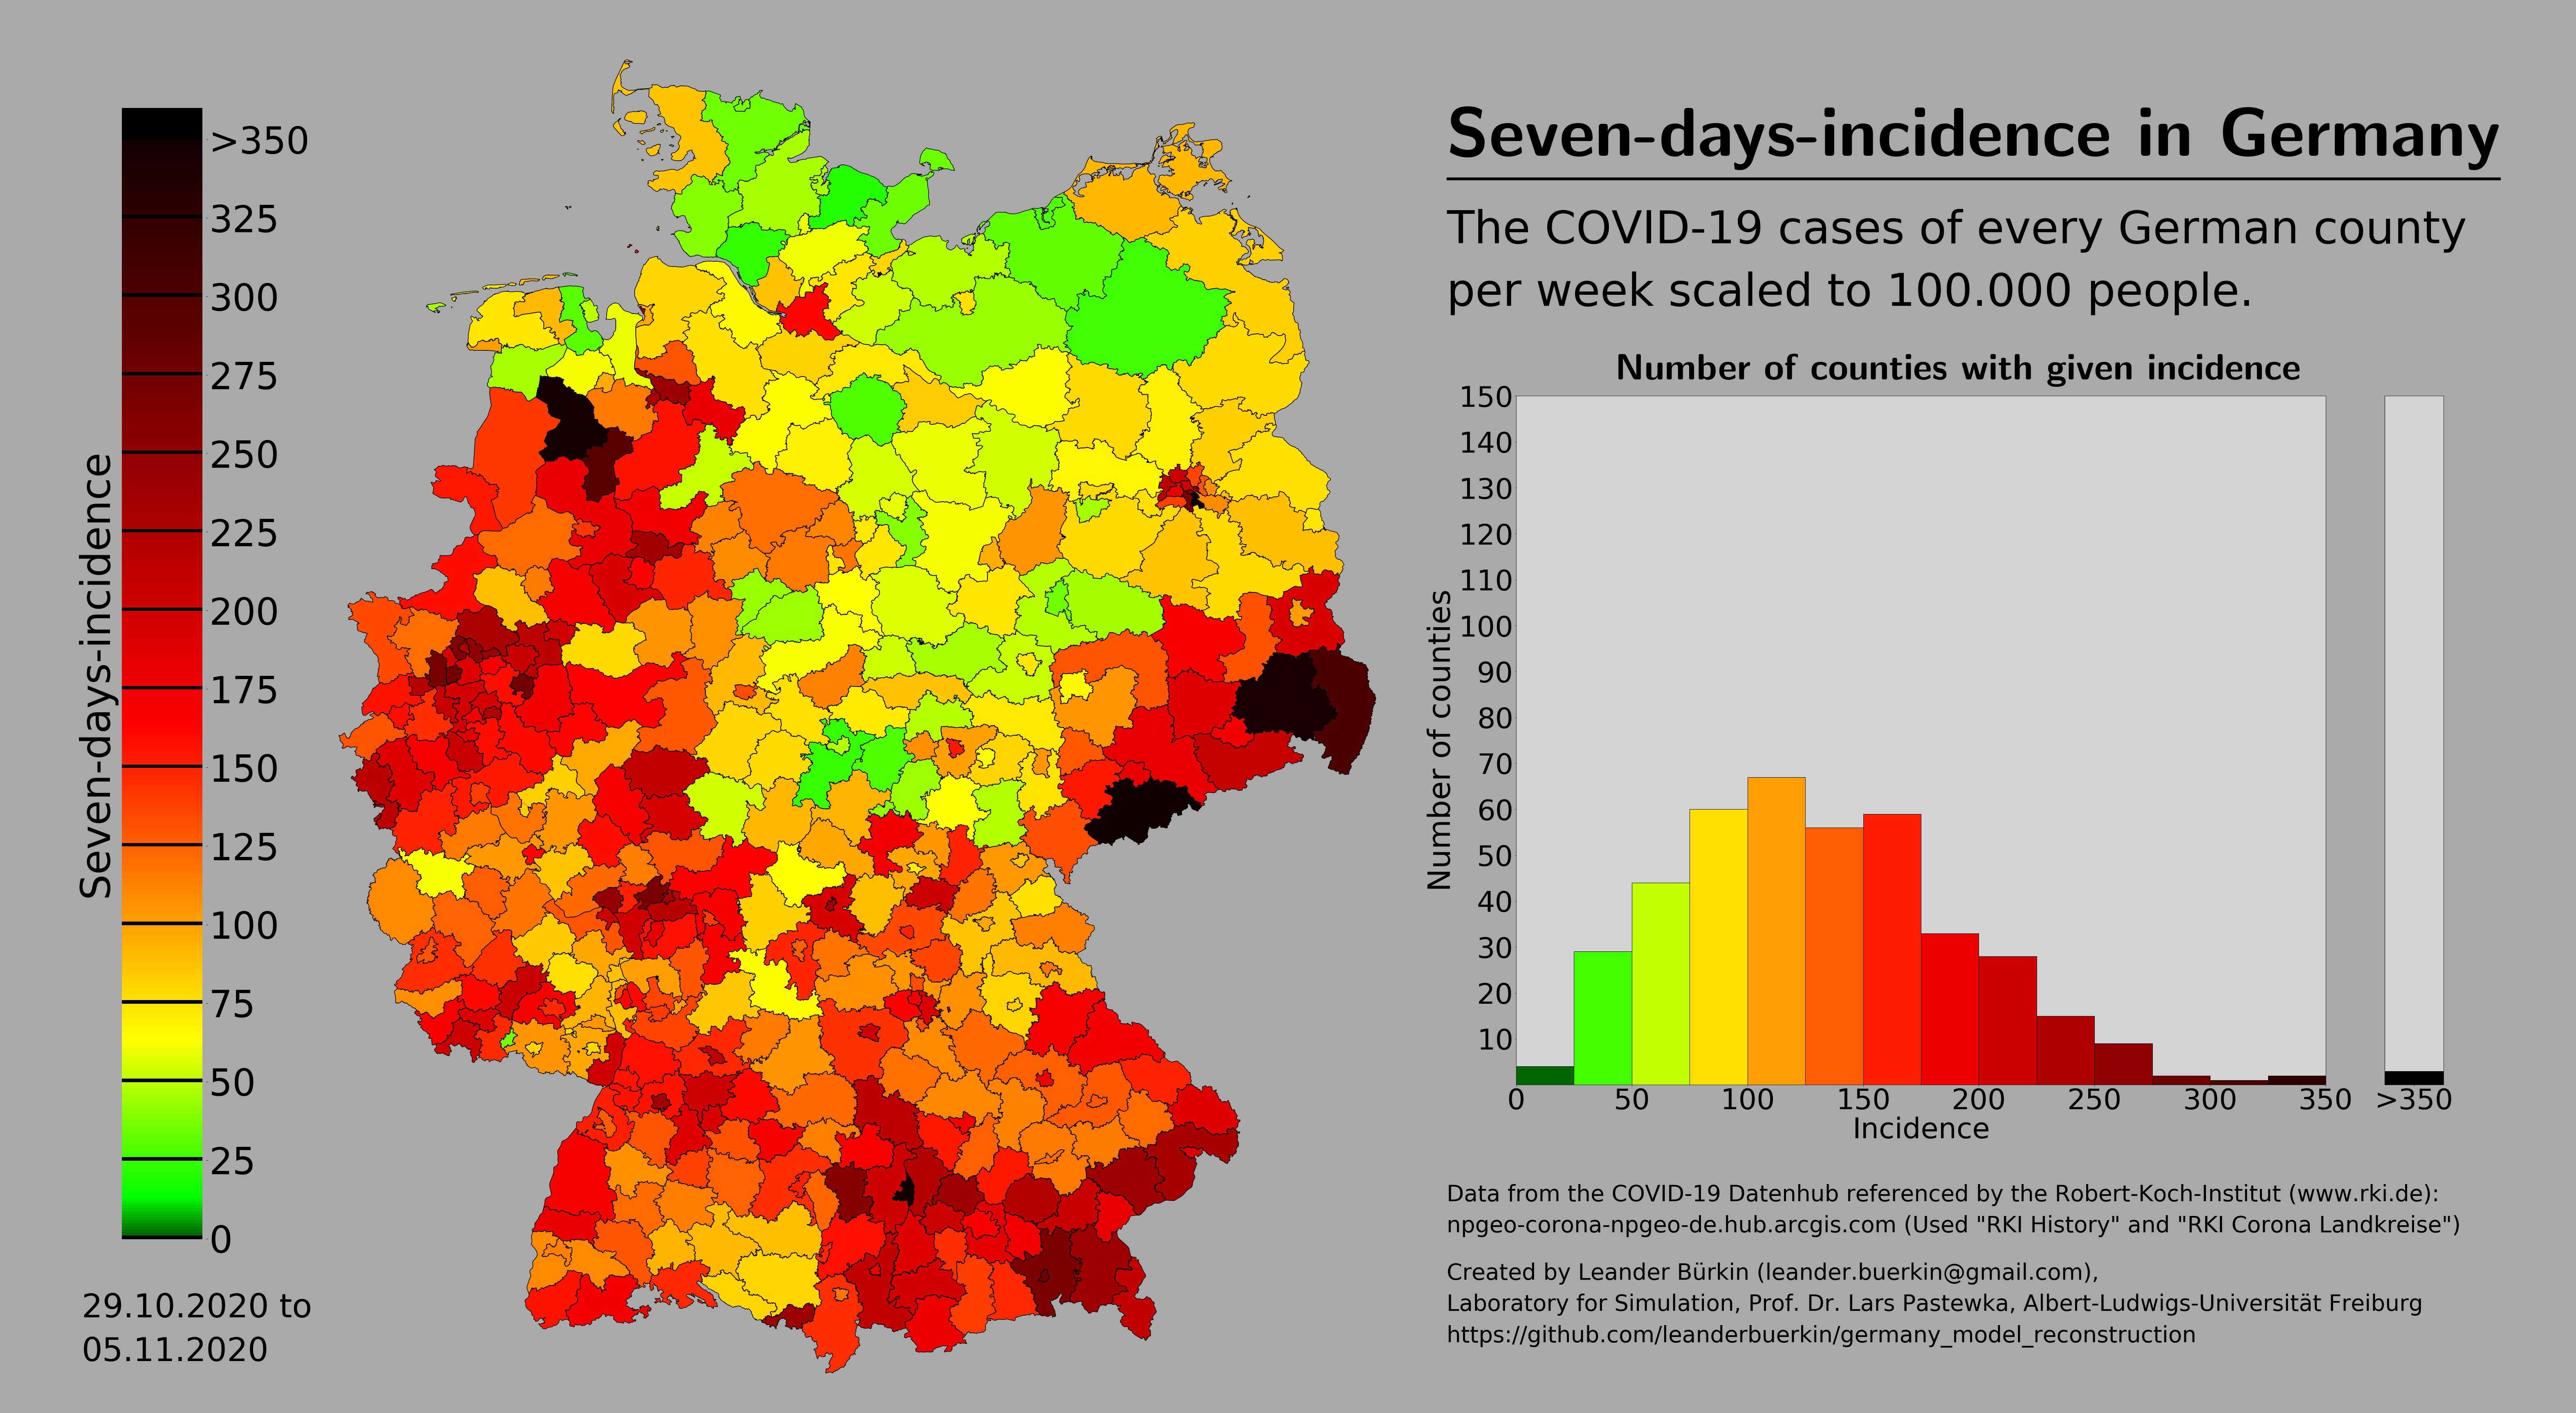 Seven-days-incidence in Germany
The COVID-19 cases of every German county
per week scaled to 100.000 people.
Seven-days-incidence
>350
325
300
275
250
225
200
175
150
125
100
75
50
25
0
29.10.2020 to
05.11.2020
Number of counties with given incidence
Number of counties
150
140
130
120
110
100
90
80
70
60
50
40
30
20
10
0 50 100 150 200 250 300 350 >350
Incidence
Data from the COVID-19 Datenhub referenced by the Robert-Koch-Institut (www.rki.de):
npgeo-corona-npgeo-de.hub.arcgis.com (Used "RKI History" and "RKI Corona Landkreise")
Created by Leander Bürkin (leander.buerkin@gmail.com),
Laboratory for Simulation, Prof. Dr. Lars Pastewka, Albert-Ludwigs-Universität Freiburg
https://github.com/leanderbuerkin/germany_model_reconstruction